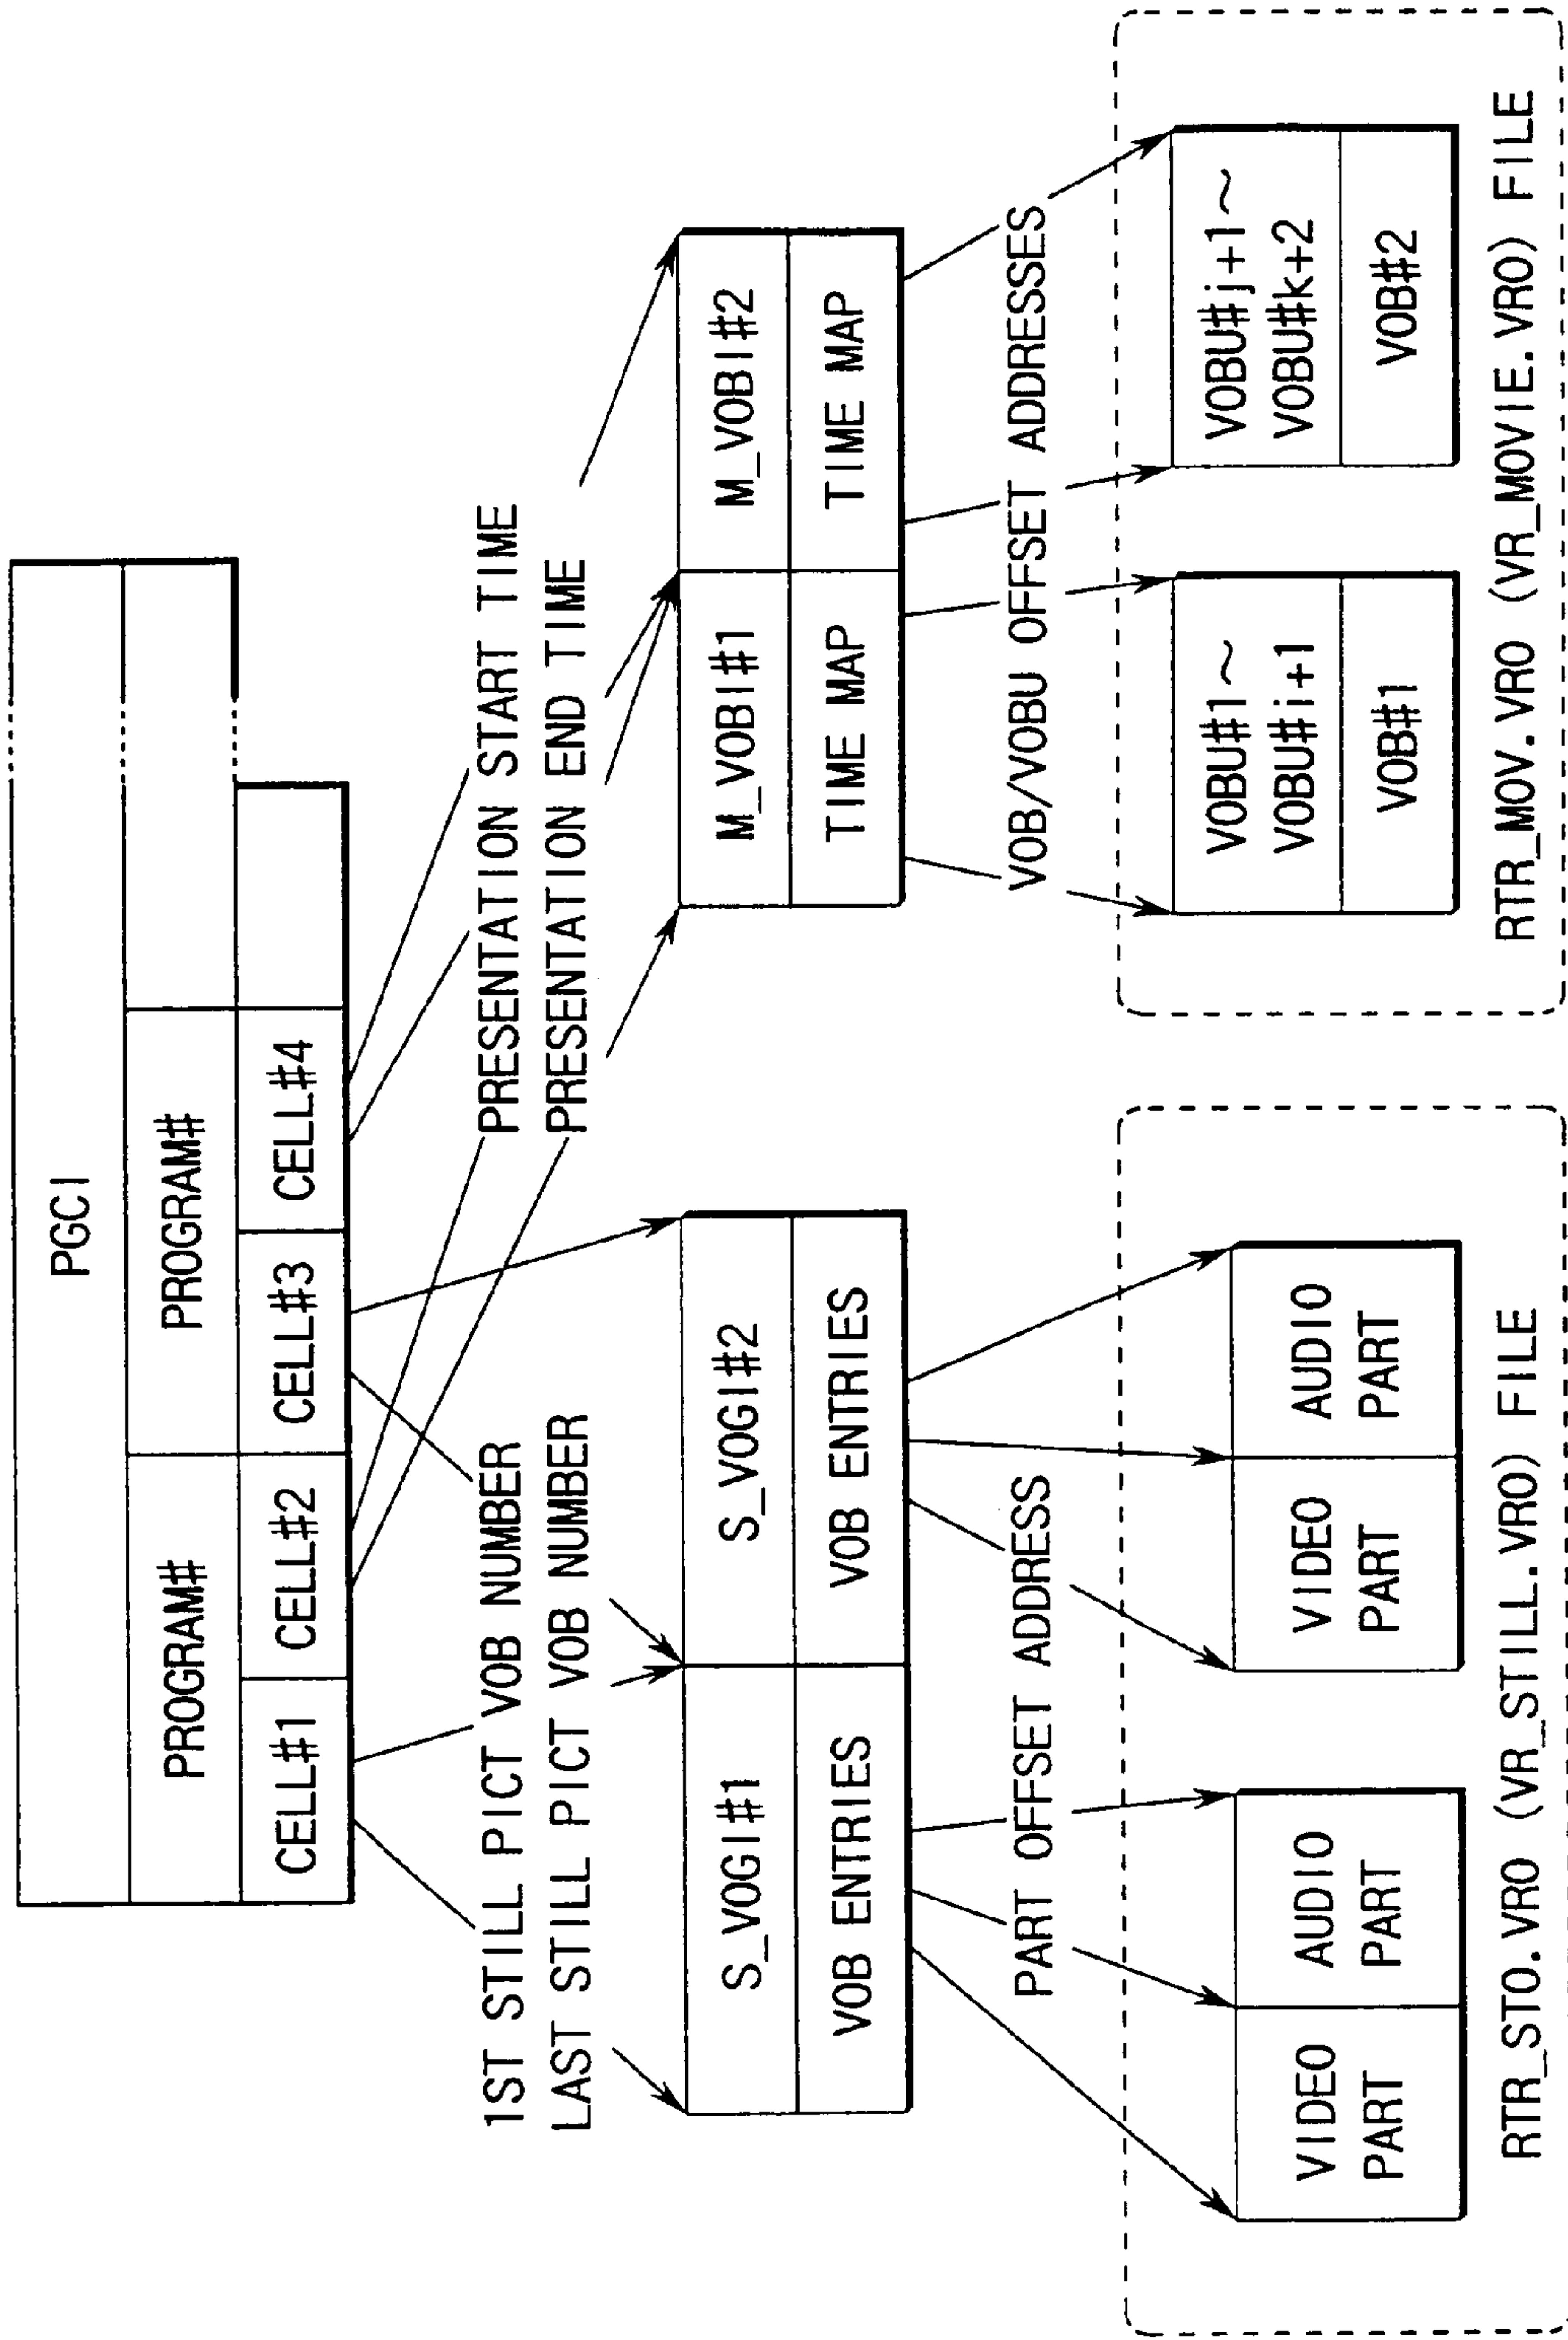 PGCI
PROGRAM#
PROGRAM#
CELL#1
CELL#2
CELL#3
CELL#4
1ST STILL PICT VOB NUMBER
LAST STILL PICT VOB NUMBER
PRESENTATION START TIME
PRESENTATION END TIME
S_VOGI#1
S_VOGI#2
VOB ENTRIES
VOB ENTRIES
M_VOBI#1
M_VOBI#2
TIME MAP
TIME MAP
PART OFFSET ADDRESS
VOB/VOBU OFFSET ADDRESSES
VIDEO
PART
AUDIO
PART
VIDEO
PART
AUDIO
PART
RTR_STO.VRO (VR_STILL.VRO) FILE
VOBU#1~
VOBU#i+1
VOB#1
VOBU#j+1~
VOBU#k+2
VOB#2
RTR_MOV.VRO (VR_MOVIE.VRO) FILE